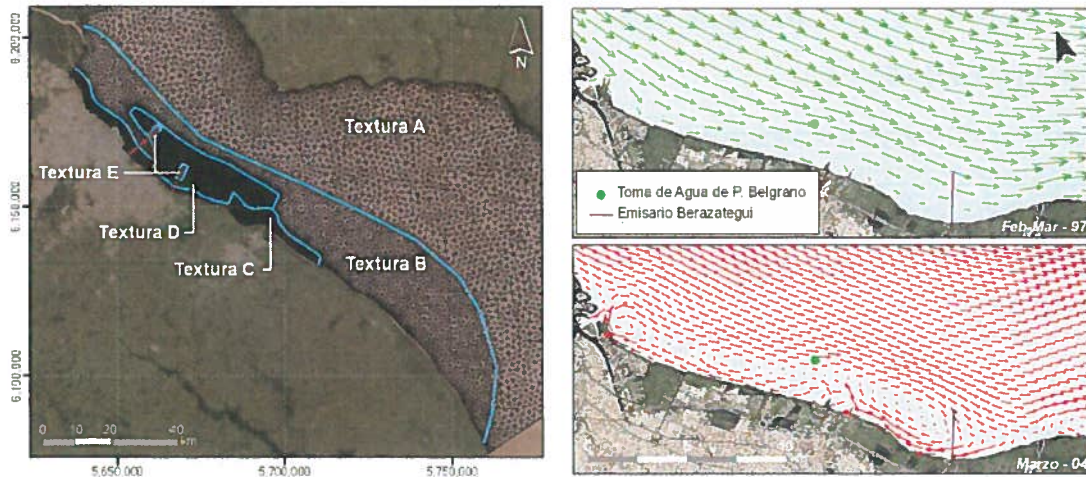 6,200,000
6,150,000
6,100,000
N
Textura A
Textura E
Textura D
Textura C
Textura B
0 10 20 40
km
5,650,000
5,700,000
5,750,000
Toma de Agua de P. Belgrano
Emisario Berazategui
Feb-Mar - 97
Marzo - 04